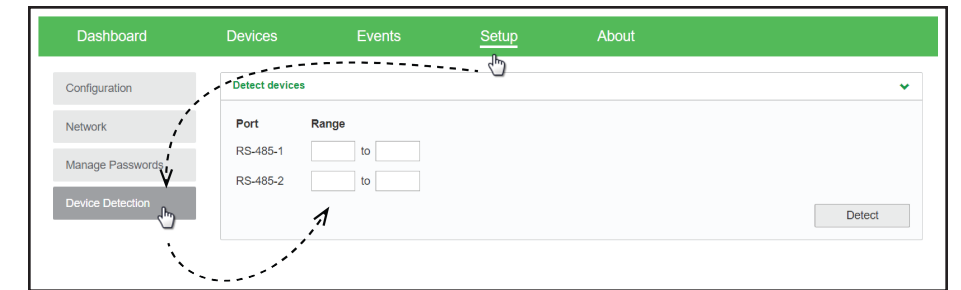 Dashboard Devices Events Setup About
Configuration
Network
Manage Passwords
Device Detection
Detect devices
Port Range
RS-485-1 to
RS-485-2 to
Detect